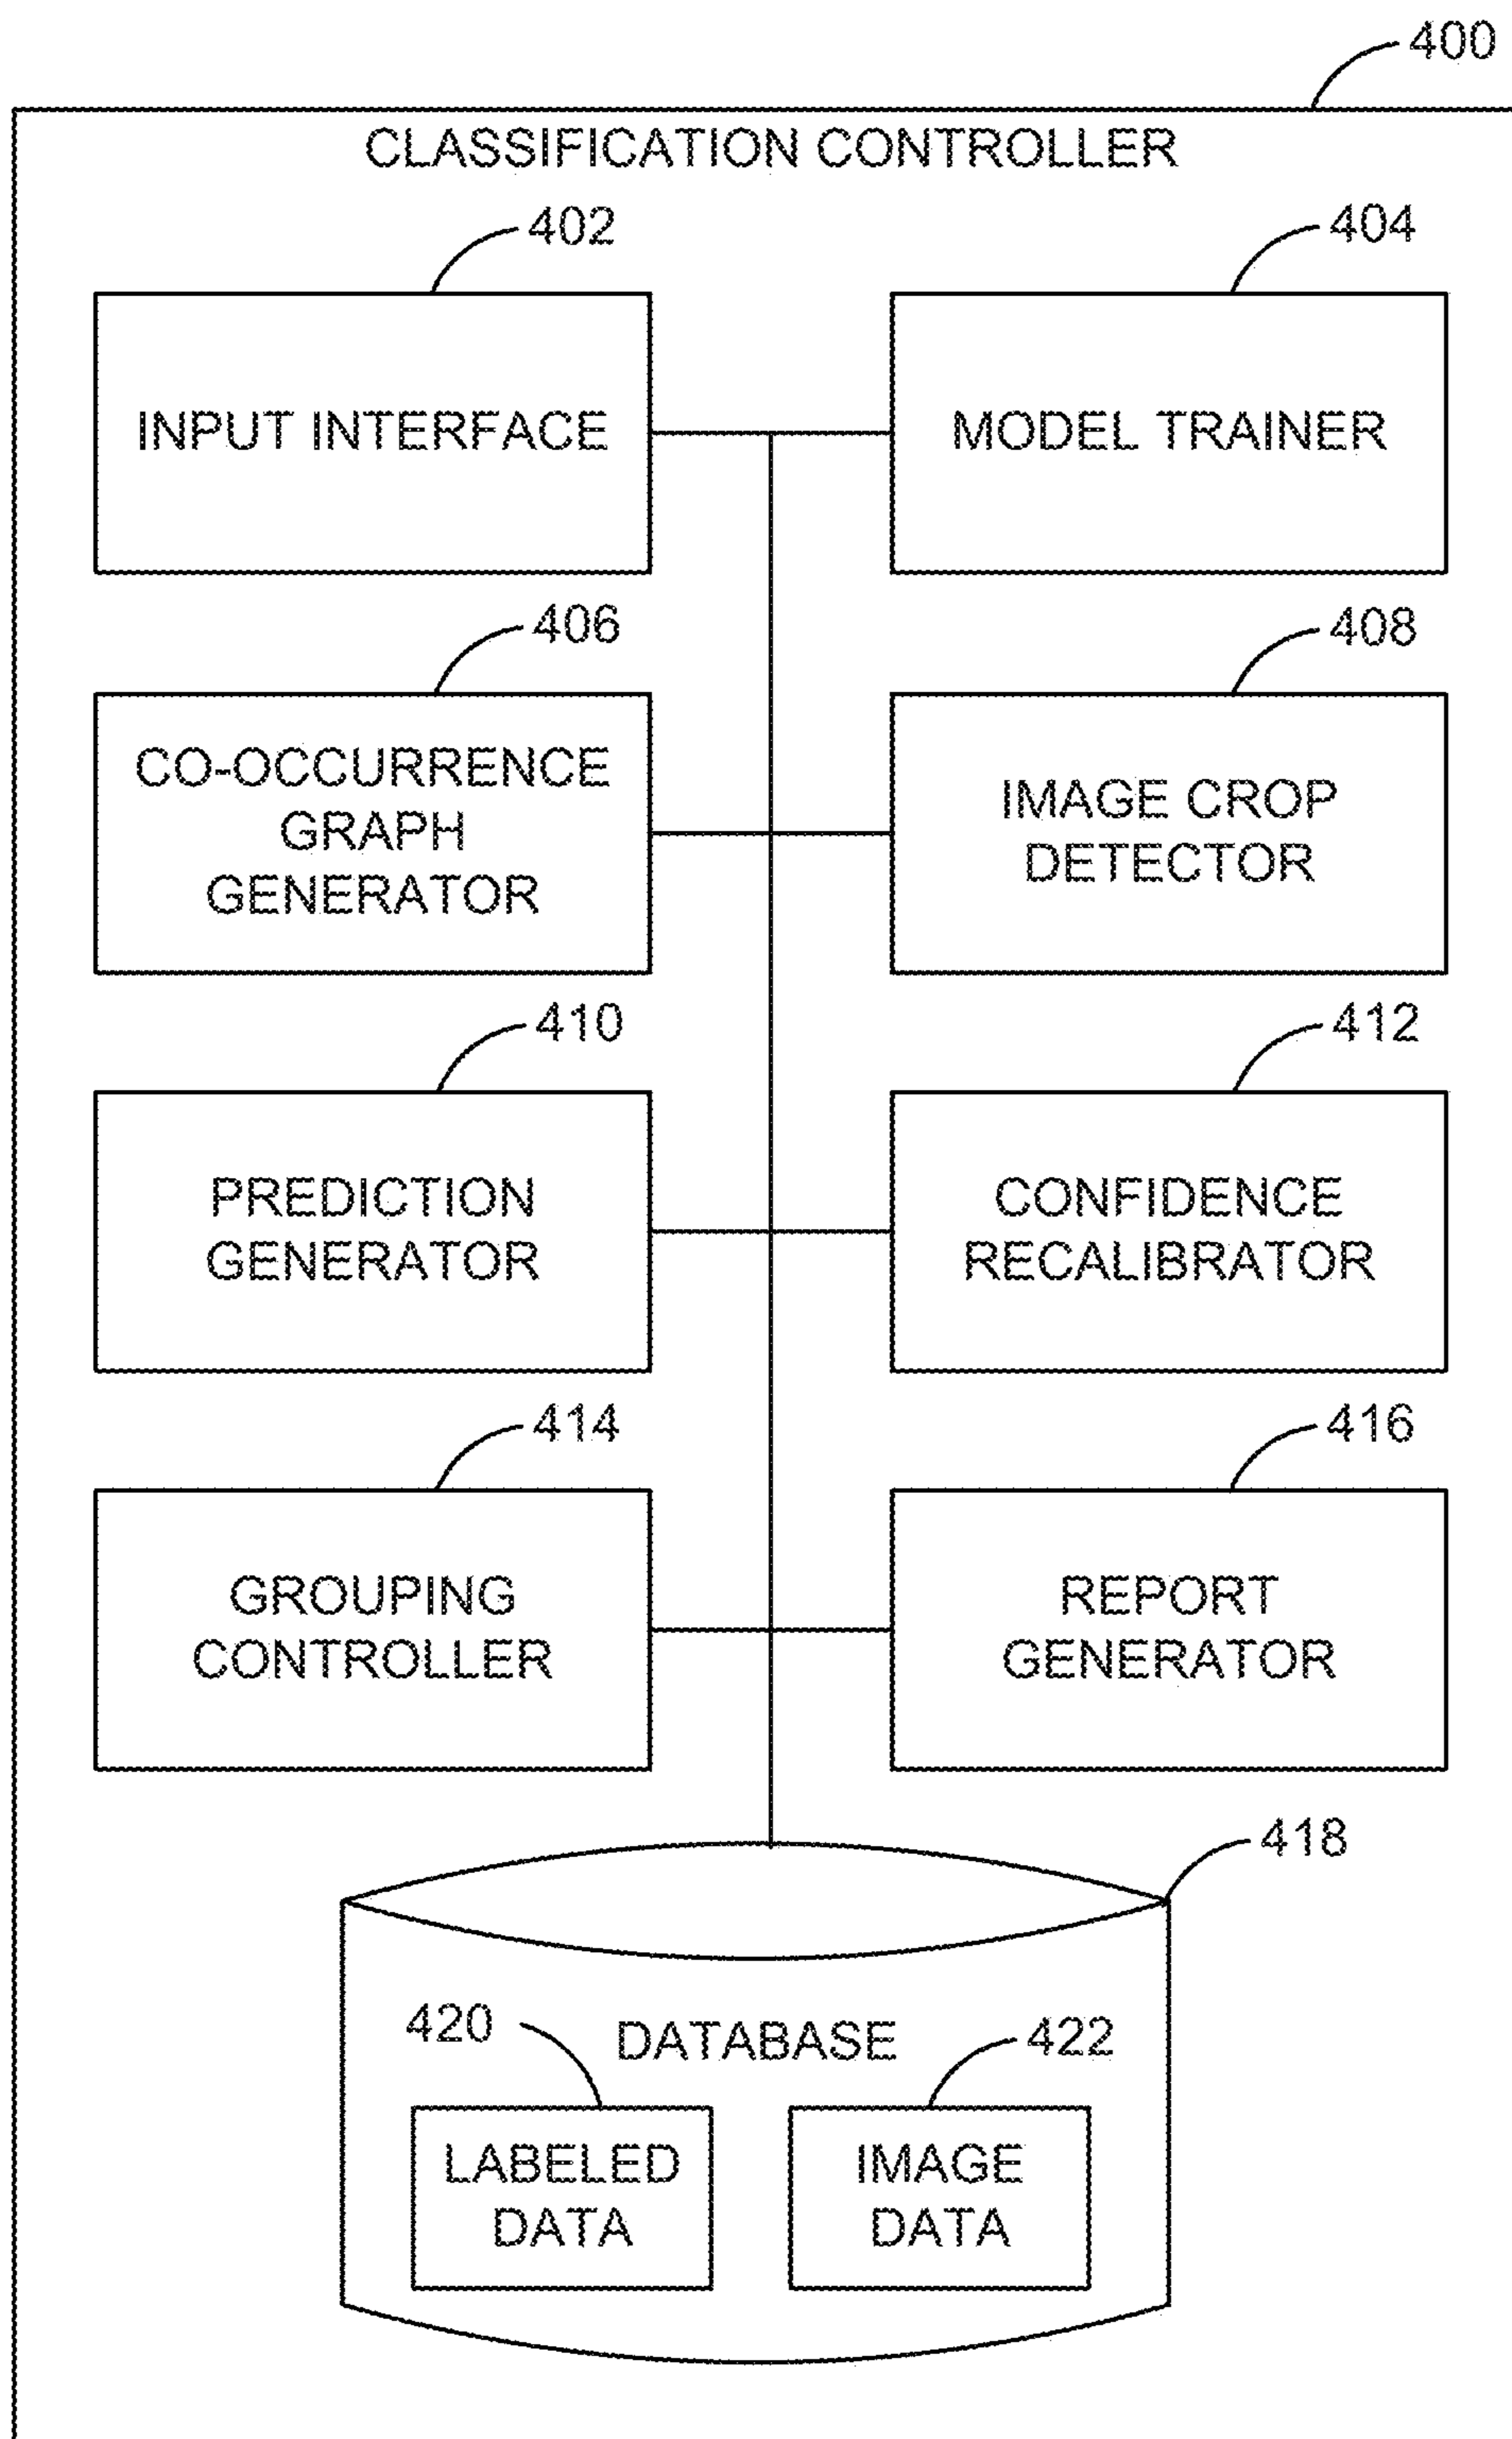 400
CLASSIFICATION CONTROLLER
402
404
INPUT INTERFACE
MODEL TRAINER
406
408
CO-OCCURRENCE
GRAPH
GENERATOR
IMAGE CROP
DETECTOR
410
412
PREDICTION
GENERATOR
CONFIDENCE
RECALIBRATOR
414
416
GROUPING
CONTROLLER
REPORT
GENERATOR
418
420
DATABASE
422
LABELED
DATA
IMAGE
DATA